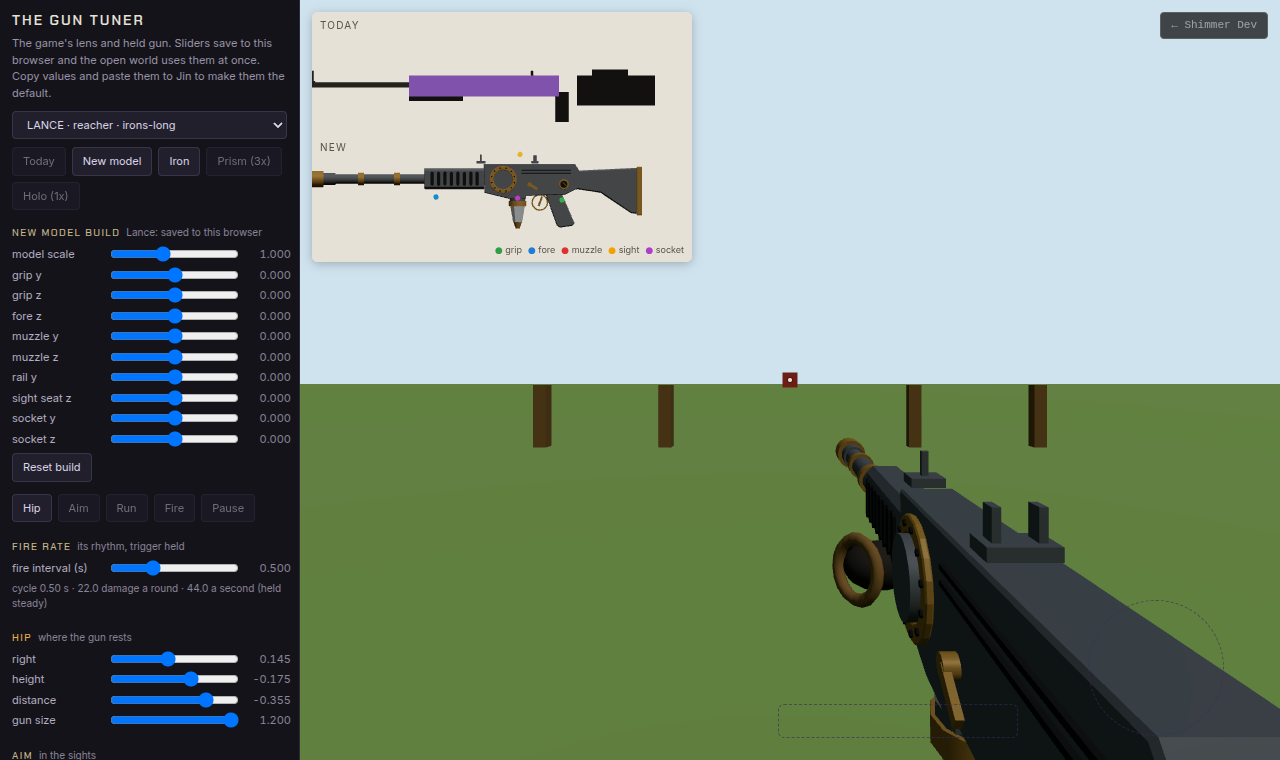 THE GUN TUNER
The game's lens and held gun. Sliders save to this
browser and the open world uses them at once.
Copy values and paste them to Jin to make them the
default.
LANCE · reacher · irons-long
Today New model Iron Prism (3x)
Holo (1x)
NEW MODEL BUILD Lance: saved to this browser
model scale 1.000
grip y 0.000
grip z 0.000
fore z 0.000
muzzle y 0.000
muzzle z 0.000
rail y 0.000
sight seat z 0.000
socket y 0.000
socket z 0.000
Reset build
Hip Aim Run Fire Pause
FIRE RATE its rhythm, trigger held
fire interval (s) 0.500
cycle 0.50 s · 22.0 damage a round · 44.0 a second (held
steady)
HIP where the gun rests
right 0.145
height -0.175
distance -0.355
gun size 1.200
AIM in the sights
TODAY
NEW
grip fore muzzle sight socket
← Shimmer Dev